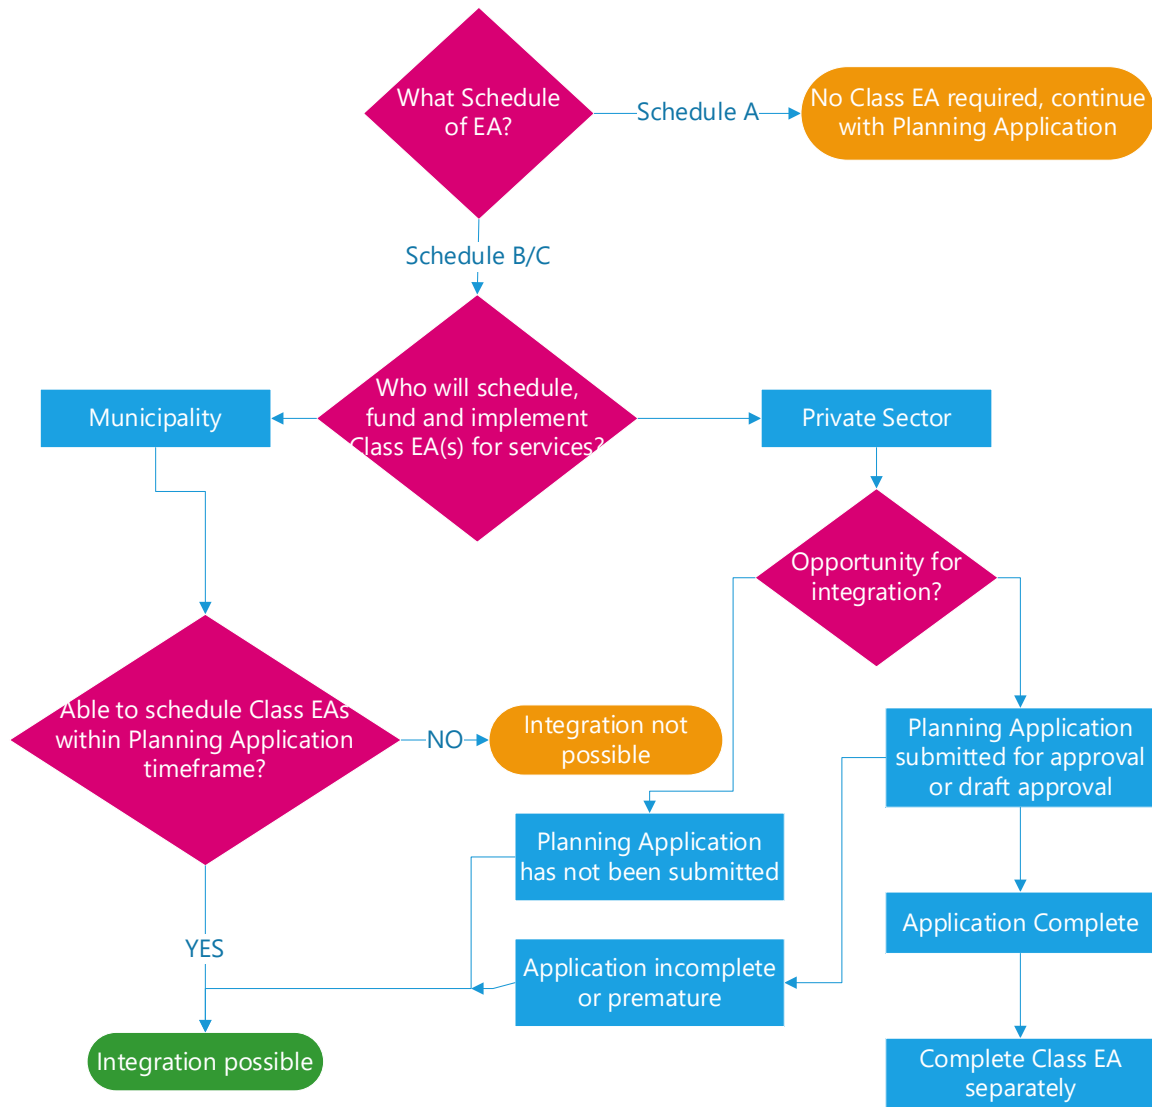 What Schedule
of EA?
Schedule A
No Class EA required, continue
with Planning Application
Schedule B/C
Who will schedule,
fund and implement
Class EA(s) for services?
Municipality
Private Sector
Opportunity for
integration?
Able to schedule Class EAs
within Planning Application
timeframe?
NO
Integration not
possible
Planning Application
submitted for approval
or draft approval
Planning Application
has not been submitted
Application Complete
YES
Application incomplete
or premature
Integration possible
Complete Class EA
separately